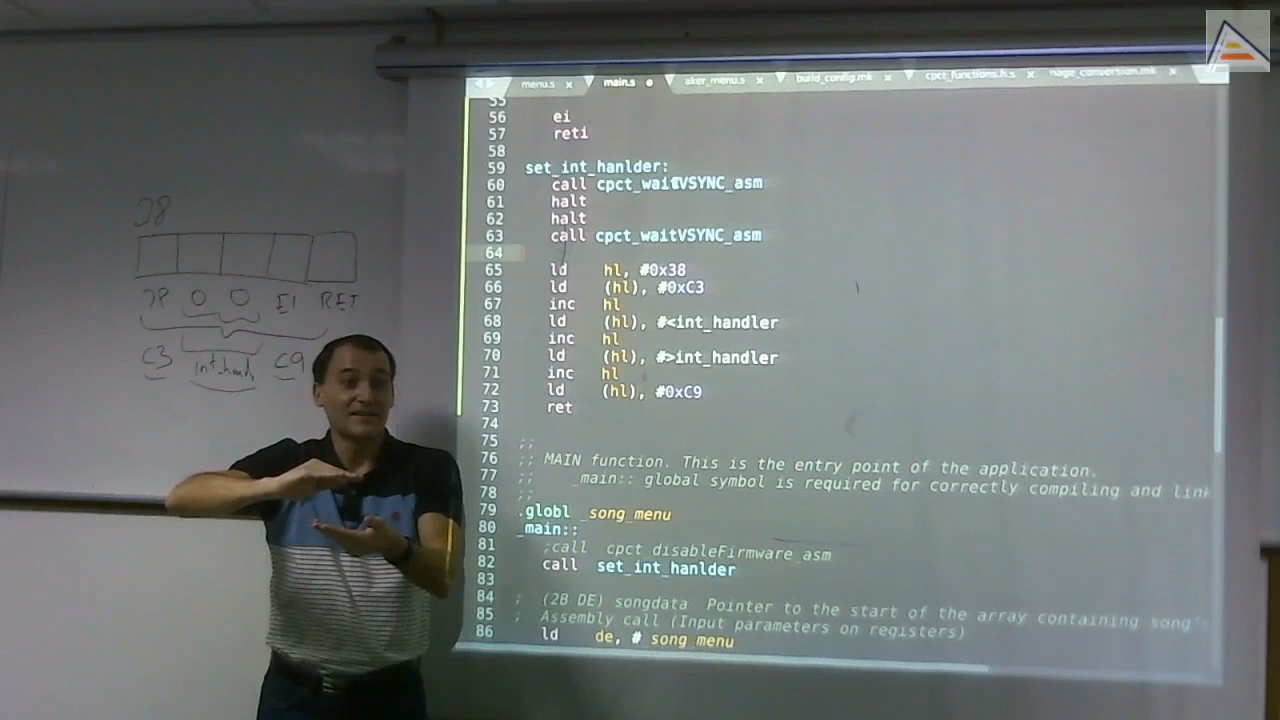 38
JP 0 0 EI RET
C3 int_hand C9
menu.s x main.s aker_menu.s x build_config.mk x cpct_functions.h.s x mage_conversion.mk x
55
56 ei
57 reti
58
59 set_int_hanlder:
60 call cpct_waitVSYNC_asm
61 halt
62 halt
63 call cpct_waitVSYNC_asm
64
65 ld hl, #0x38
66 ld (hl), #0xC3
67 inc hl
68 ld (hl), #<int_handler
69 inc hl
70 ld (hl), #>int_handler
71 inc hl
72 ld (hl), #0xC9
73 ret
74
75 ;;
76 ;; MAIN function. This is the entry point of the application.
77 ;; _main:: global symbol is required for correctly compiling and link
78 ;;
79 .globl _song_menu
80 _main::
81 ;call cpct_disableFirmware_asm
82 call set_int_hanlder
83
84 ; (2B DE) songdata Pointer to the start of the array containing song'
85 ; Assembly call (Input parameters on registers)
86 ld de, #_song_menu